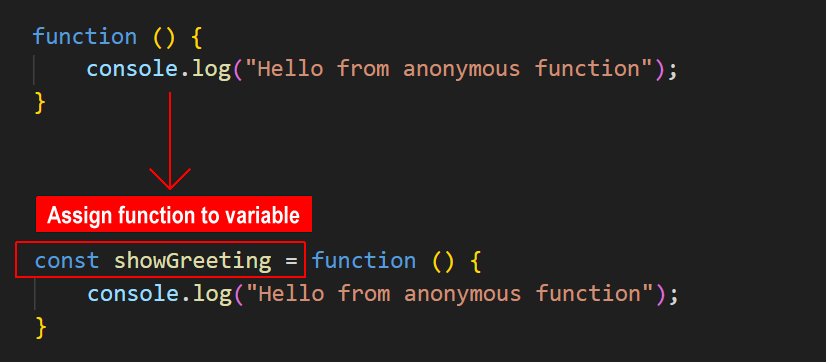 function () {
    console.log("Hello from anonymous function");
}
Assign function to variable
const showGreeting = function () {
    console.log("Hello from anonymous function");
}